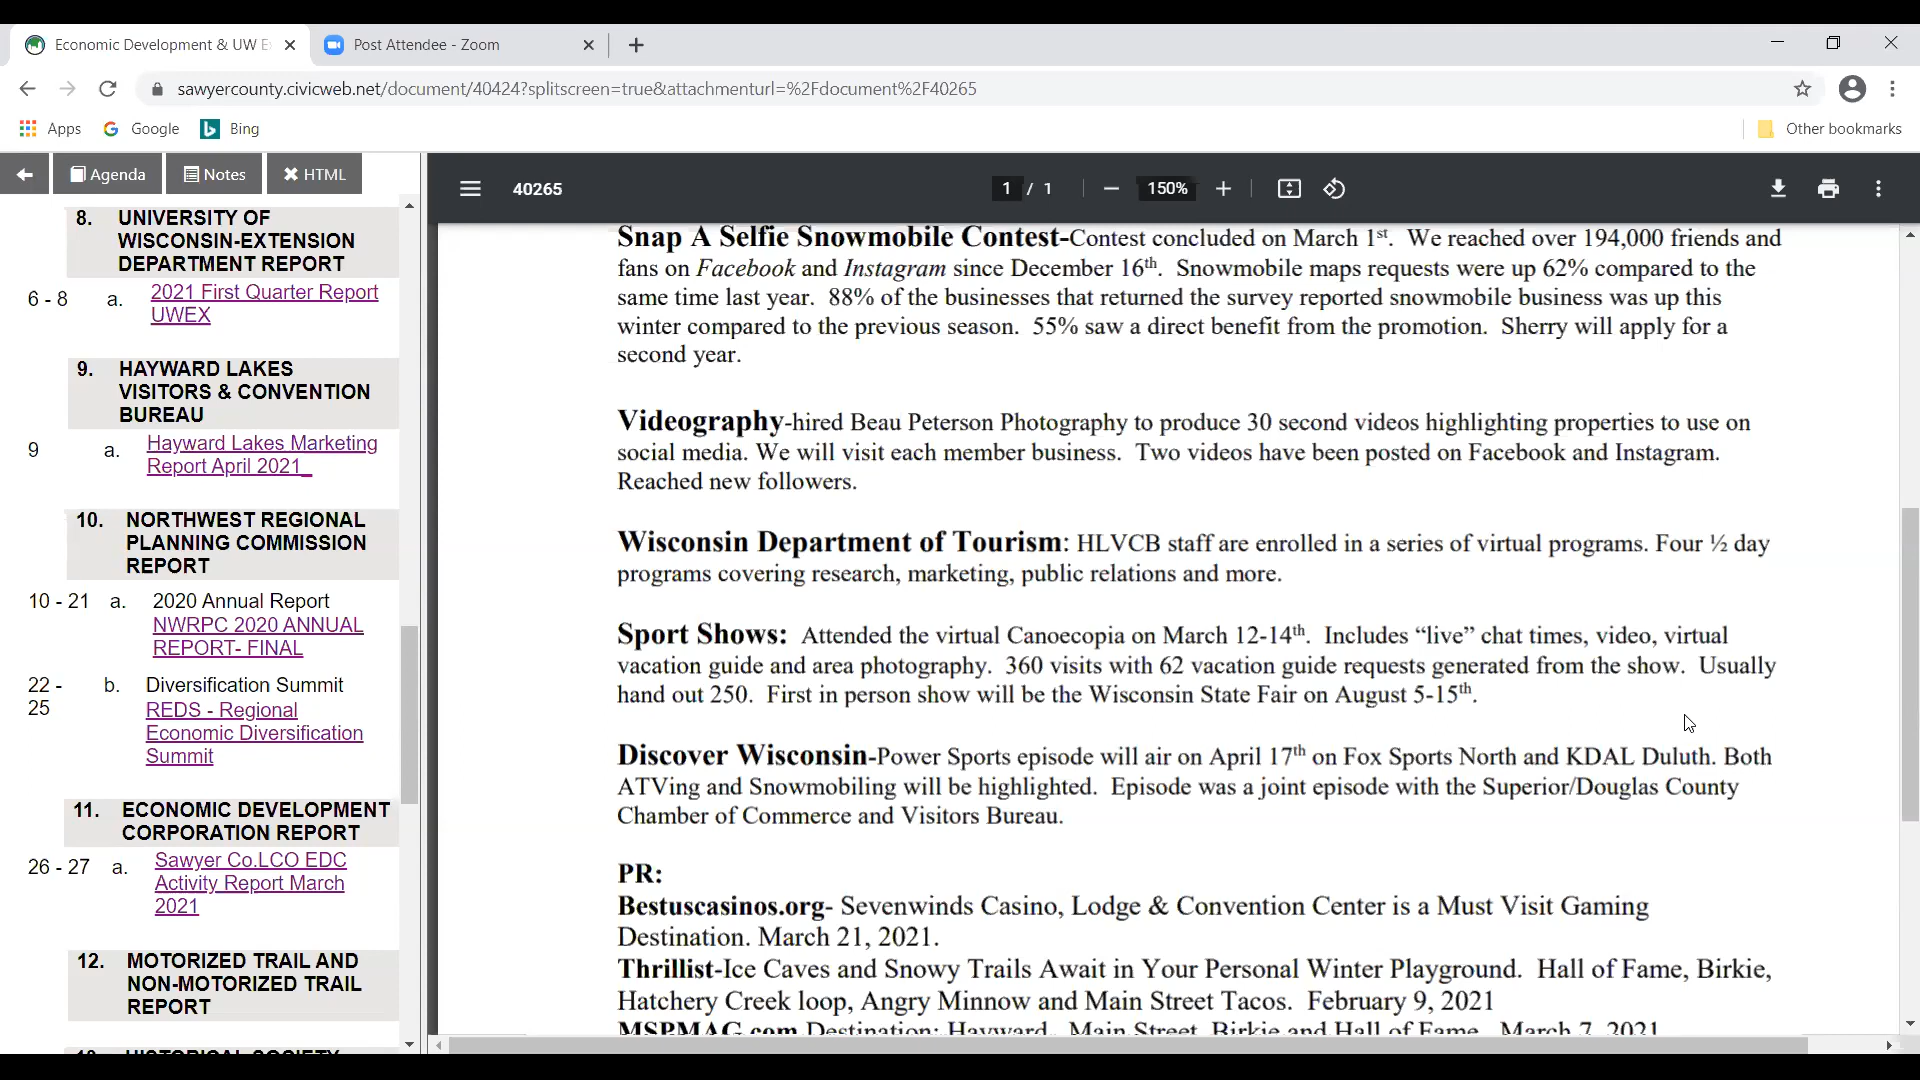 Economic Development & UW E
Post Attendee - Zoom
sawyercounty.civicweb.net/document/40424?splitscreen=true&attachmenturl=%2Fdocument%2F40265
Apps
Google
Bing
Other bookmarks
Agenda
Notes
HTML
8. UNIVERSITY OF
WISCONSIN-EXTENSION
DEPARTMENT REPORT
6 - 8 a. 2021 First Quarter Report
UWEX
9. HAYWARD LAKES
VISITORS & CONVENTION
BUREAU
9 a. Hayward Lakes Marketing
Report April 2021_
10. NORTHWEST REGIONAL
PLANNING COMMISSION
REPORT
10 - 21 a. 2020 Annual Report
NWRPC 2020 ANNUAL
REPORT- FINAL
22 - b. Diversification Summit
25 REDS - Regional
Economic Diversification
Summit
11. ECONOMIC DEVELOPMENT
CORPORATION REPORT
26 - 27 a. Sawyer Co.LCO EDC
Activity Report March
2021
12. MOTORIZED TRAIL AND
NON-MOTORIZED TRAIL
REPORT
40265
1 / 1
150%
Snap A Selfie Snowmobile Contest-Contest concluded on March 1st. We reached over 194,000 friends and
fans on Facebook and Instagram since December 16th. Snowmobile maps requests were up 62% compared to the
same time last year. 88% of the businesses that returned the survey reported snowmobile business was up this
winter compared to the previous season. 55% saw a direct benefit from the promotion. Sherry will apply for a
second year.
Videography-hired Beau Peterson Photography to produce 30 second videos highlighting properties to use on
social media. We will visit each member business. Two videos have been posted on Facebook and Instagram.
Reached new followers.
Wisconsin Department of Tourism: HLVCB staff are enrolled in a series of virtual programs. Four ½ day
programs covering research, marketing, public relations and more.
Sport Shows: Attended the virtual Canoecopia on March 12-14th. Includes “live” chat times, video, virtual
vacation guide and area photography. 360 visits with 62 vacation guide requests generated from the show. Usually
hand out 250. First in person show will be the Wisconsin State Fair on August 5-15th.
Discover Wisconsin-Power Sports episode will air on April 17th on Fox Sports North and KDAL Duluth. Both
ATVing and Snowmobiling will be highlighted. Episode was a joint episode with the Superior/Douglas County
Chamber of Commerce and Visitors Bureau.
PR:
Bestuscasinos.org- Sevenwinds Casino, Lodge & Convention Center is a Must Visit Gaming
Destination. March 21, 2021.
Thrillist-Ice Caves and Snowy Trails Await in Your Personal Winter Playground. Hall of Fame, Birkie,
Hatchery Creek loop, Angry Minnow and Main Street Tacos. February 9, 2021
MSPMAG.com Destination: Hayward. Main Street, Birkie and Hall of Fame. March 7, 2021